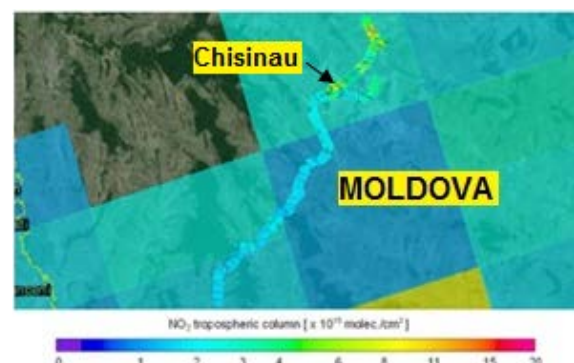 Chisinau
MOLDOVA
NO₂ tropospheric column [ x 10¹⁵ molec./cm²]
0 1 2 3 4 6 8 11 15 20